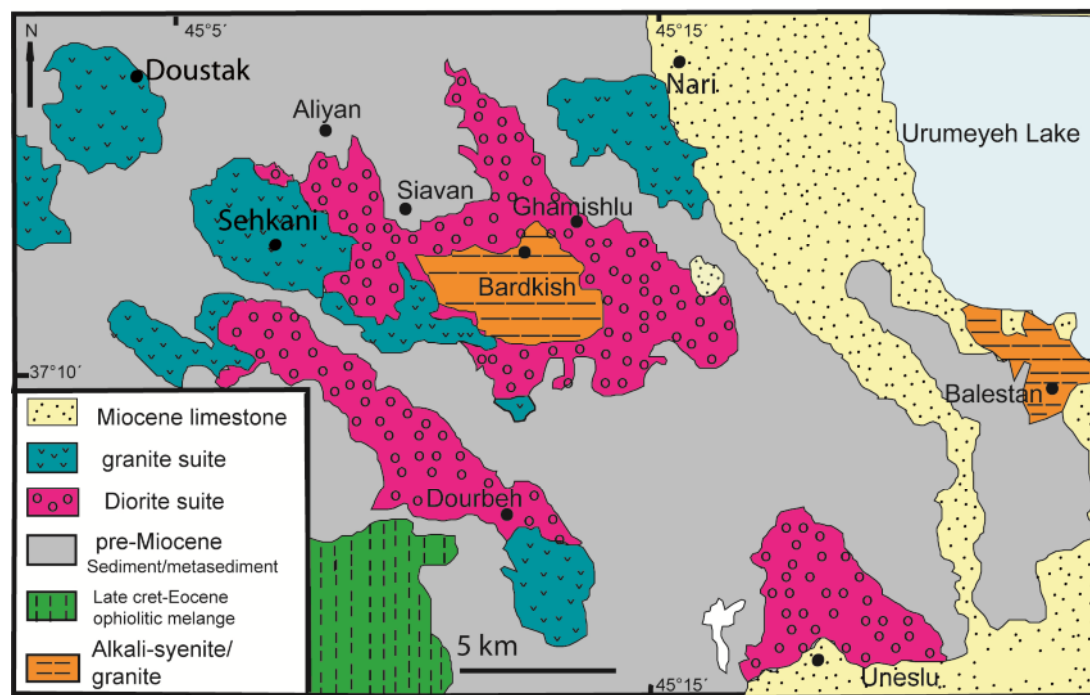 45°5´
45°15´
N
Doustak
Nari
Aliyan
Urumeyeh Lake
Siavan
Ghamishlu
Sehkani
Bardkish
37°10´
Balestan
Miocene limestone
granite suite
Diorite suite
pre-Miocene
Sediment/metasediment
Late cret-Eocene
ophiolitic melange
Alkali-syenite/
granite
Dourbeh
5 km
Uneslu
45°15´